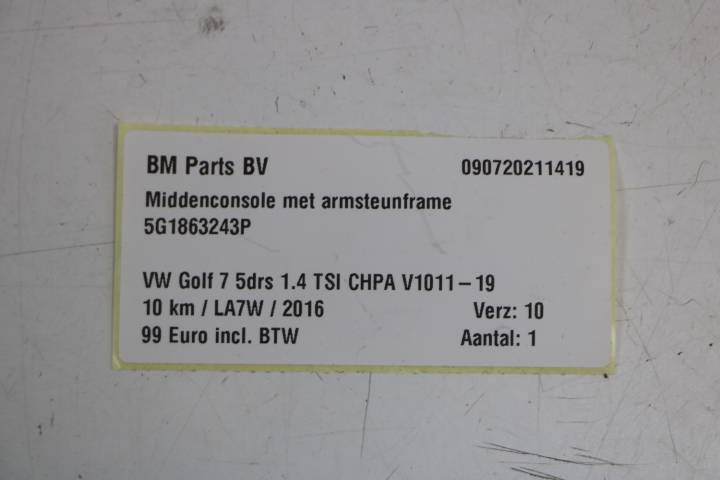 BM Parts BV 090720211419
Middenconsole met armsteunframe
5G1863243P
VW Golf 7 5drs 1.4 TSI CHPA V1011-19
10 km / LA7W / 2016 Verz: 10
99 Euro incl. BTW Aantal: 1